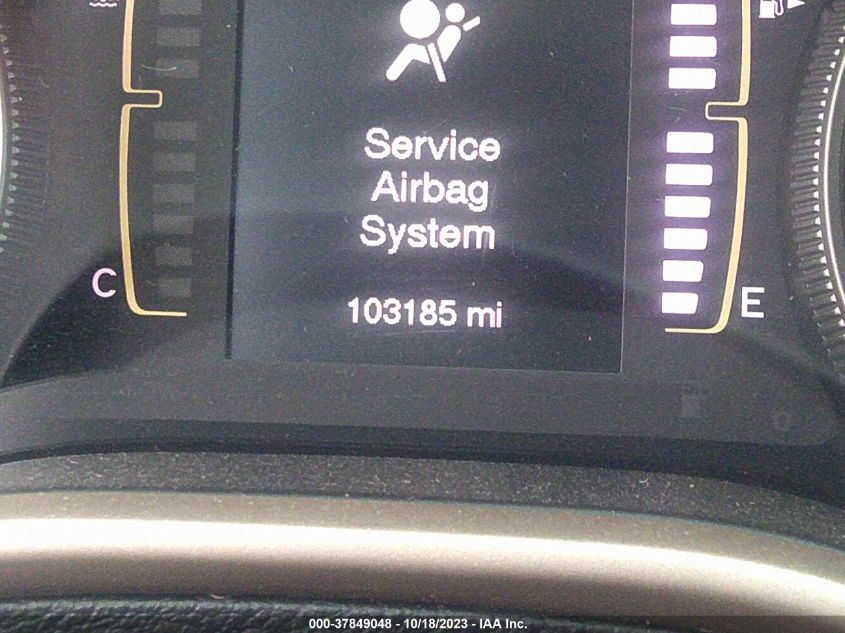 Service
Airbag
System
103185 mi
C
E
000-37849048 - 10/18/2023 - IAA Inc.